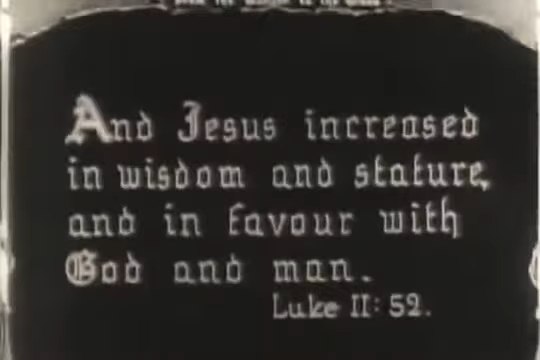 And Jesus increased
in wisdom and stature,
and in favour with
God and man.
Luke II: 52.